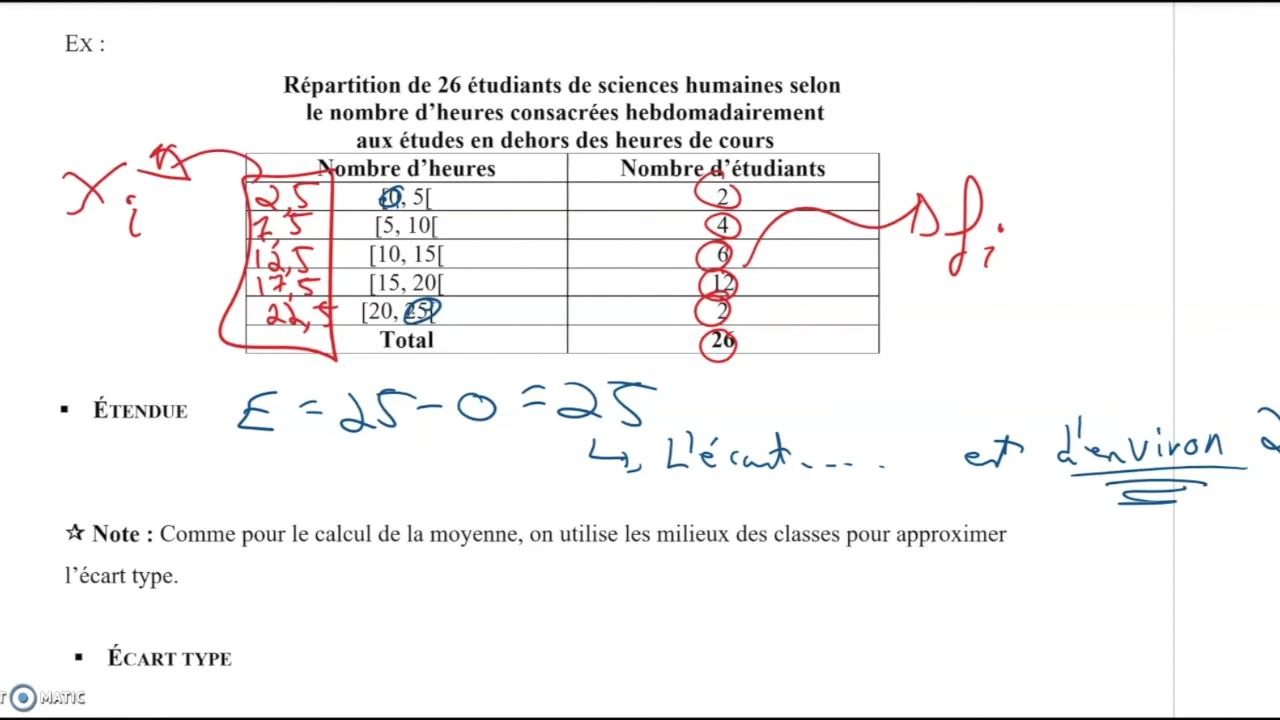 Ex :
Répartition de 26 étudiants de sciences humaines selon
le nombre d’heures consacrées hebdomadairement
aux études en dehors des heures de cours
Nombre d’heures Nombre d’étudiants
xi
2,5 [0, 5[ 2
7,5 [5, 10[ 4
fi
12,5 [10, 15[ 6
17,5 [15, 20[ 12
22,5 [20, 25[ 2
Total 26
▪ ÉTENDUE E = 25 - 0 = 25
L'écart..... est d'environ
☆ Note : Comme pour le calcul de la moyenne, on utilise les milieux des classes pour approximer
l’écart type.
▪ ÉCART TYPE
MATIC